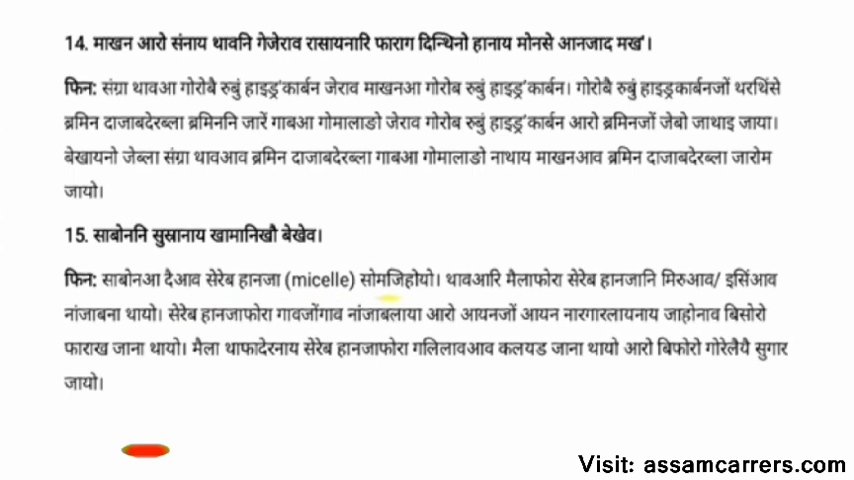 14. माखन आरो संनाय थावनि गेजेराव रासायनारि फाराग दिन्थिनो हानाय मोनसे आनजाद मख'।
फिन: संग्रा थावआ गोरोबै रुबुं हाइड्र'कार्बन जेराव माखनआ गोरोब रुबुं हाइड्र'कार्बन। गोरोबै रुबुं हाइड्रकार्बनजों थरथिंसे
ब्रमिन दाजाबदेरब्ला ब्रमिननि जारें गाबआ गोमालाङो जेराव गोरोब रुबुं हाइड्र'कार्बन आरो ब्रमिनजों जेबो जाथाइ जाया।
बेखायनो जेब्ला संग्रा थावआव ब्रमिन दाजाबदेरब्ला गाबआ गोमालाङो नाथाय माखनआव ब्रमिन दाजाबदेरब्ला जारोम
जायो।
15. साबोननि सुस्रानाय खामानिखौ बेखेव।
फिन: साबोनआ दैआव सेरेब हानजा (micelle) सोमजिहोयो। थावआरि मैलाफोरा सेरेब हानजानि मिरुआव/ इसिंआव
नांजाबना थायो। सेरेब हानजाफोरा गावजोंगाव नांजाबलाया आरो आयनजों आयन नारगारलायनाय जाहोनाव बिसोरो
फाराख जाना थायो। मैला थाफादेरनाय सेरेब हानजाफोरा गलिलावआव कलयड जाना थायो आरो बिफोरो गोरेलैयै सुगार
जायो।
Visit: assamcarrers.com